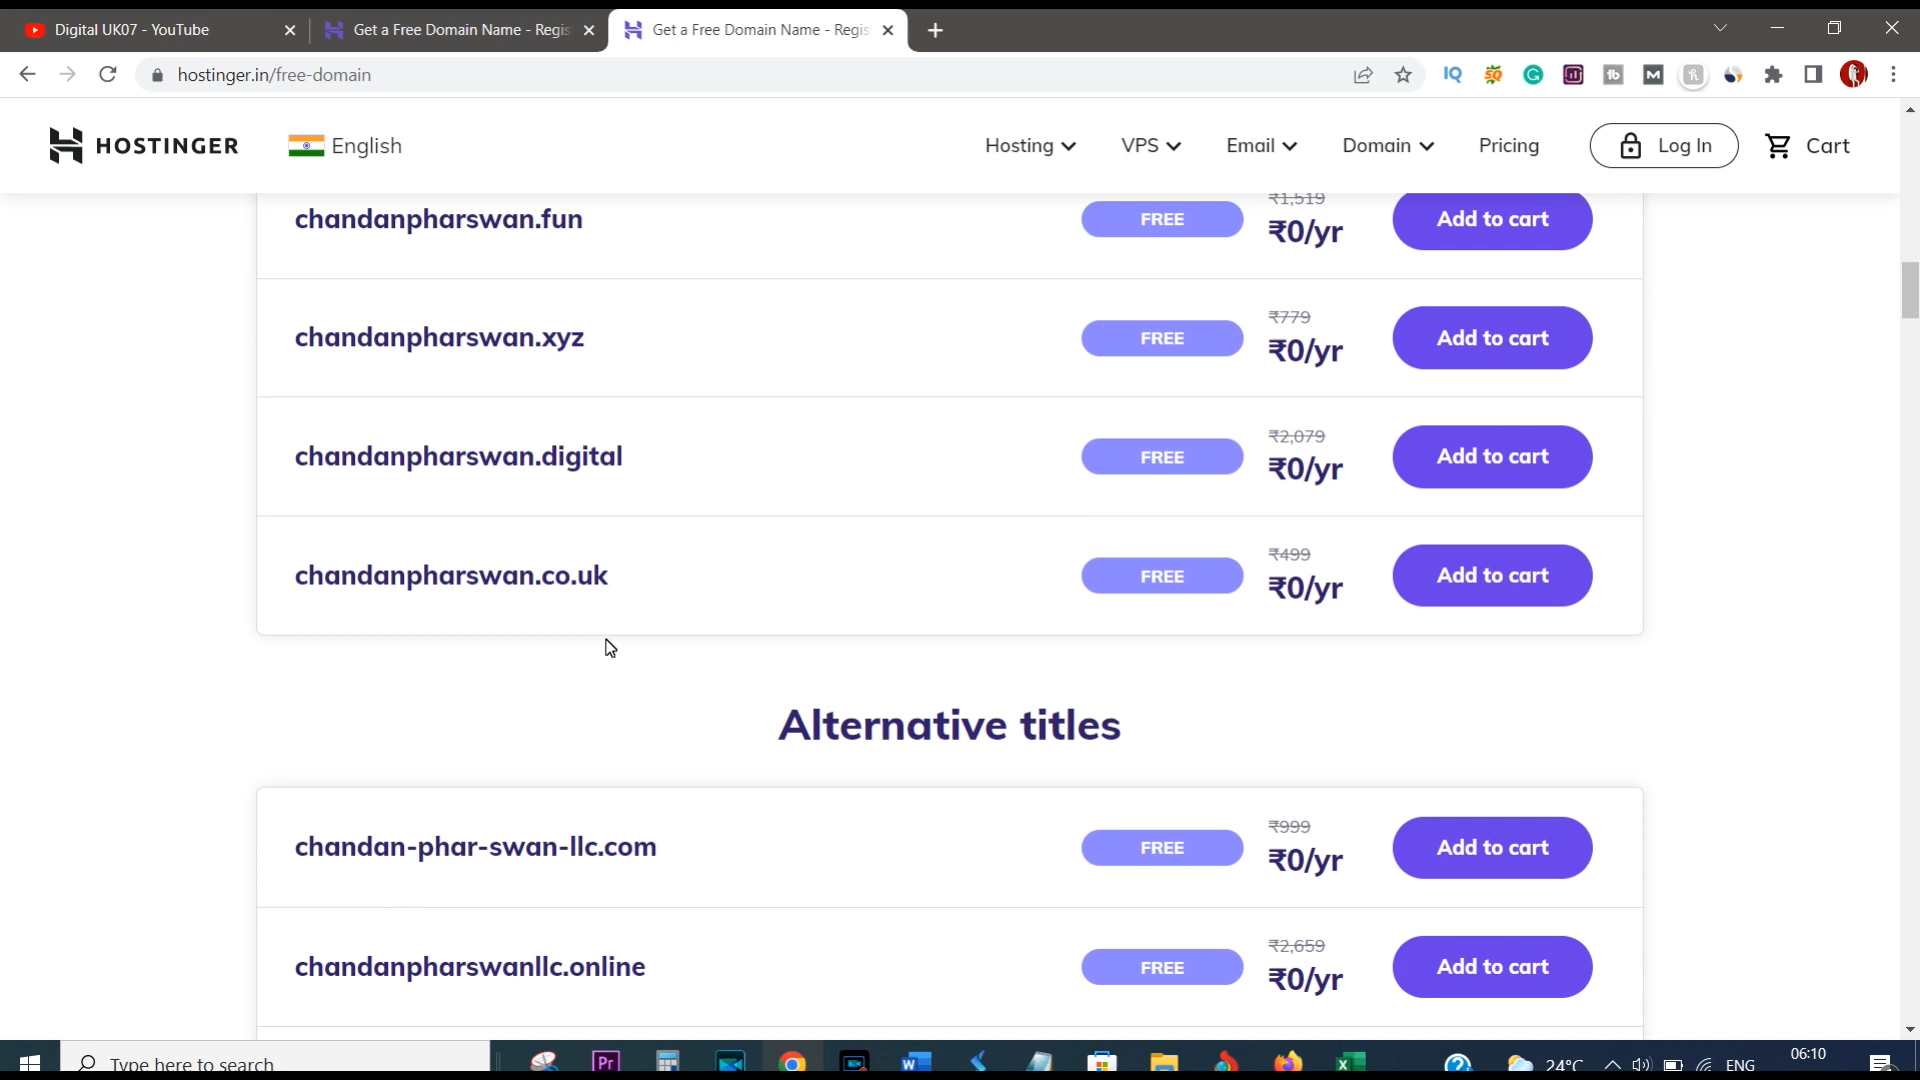 Digital UK07 - YouTube
Get a Free Domain Name - Regis
Get a Free Domain Name - Regis
hostinger.in/free-domain
HOSTINGER
English
Hosting
VPS
Email
Domain
Pricing
Log In
Cart
chandanpharswan.fun
FREE
₹1,519
₹0/yr
Add to cart
chandanpharswan.xyz
FREE
₹779
₹0/yr
Add to cart
chandanpharswan.digital
FREE
₹2,079
₹0/yr
Add to cart
chandanpharswan.co.uk
FREE
₹499
₹0/yr
Add to cart
Alternative titles
chandan-phar-swan-llc.com
FREE
₹999
₹0/yr
Add to cart
chandanpharswanllc.online
FREE
₹2,659
₹0/yr
Add to cart
Type here to search
24°C
ENG
06:10